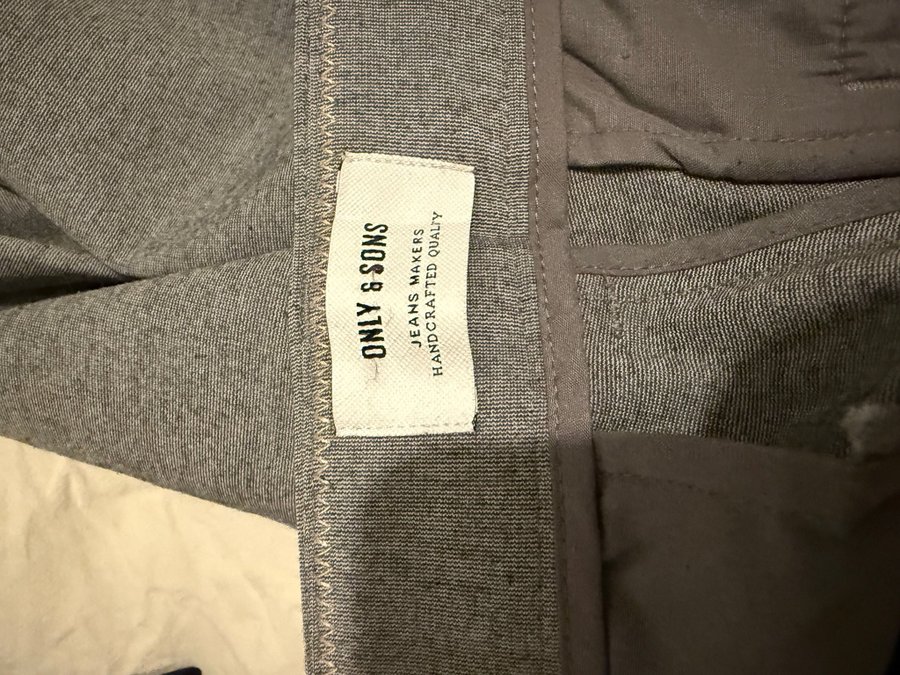 ONLY & SONS
JEANS MAKERS
HANDCRAFTED QUALITY